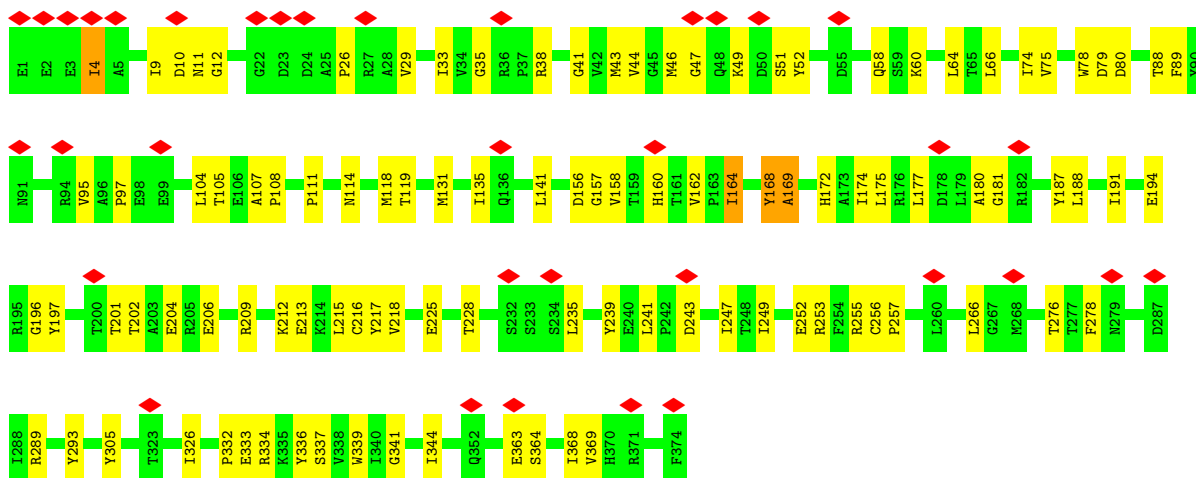 E1 E2 E3 I4 A5 I9 D10 N11 G12 G22 D23 D24 A25 P26 R27 A28 V29 I33 V34 G35 R36 P37 R38 G41 V42 M43 V44 G45 M46 G47 Q48 K49 D50 S51 Y52 D55 Q58 S59 K60 L64 T65 L66 I74 V75 W78 D79 D80 T88 F89 Y90
N91 R94 V95 A96 P97 E98 E99 L104 T105 E106 A107 P108 P111 N114 M118 T119 M131 I135 Q136 L141 D156 G157 V158 T159 H160 T161 V162 P163 I164 Y168 A169 H172 A173 I174 L175 R176 L177 D178 L179 A180 G181 R182 Y187 L188 I191 E194
R195 G196 Y197 T200 T201 T202 A203 E204 R205 E206 R209 K212 E213 K214 L215 C216 Y217 V218 E225 T228 S232 S233 S234 L235 Y239 E240 L241 P242 D243 I247 T248 I249 E252 R253 F254 R255 C256 P257 L260 L266 G267 M268 T276 T277 F278 N279 D287
I288 R289 Y293 Y305 T323 I326 P332 E333 R334 K335 Y336 S337 V338 W339 I340 G341 I344 Q352 E363 S364 I368 V369 H370 R371 F374